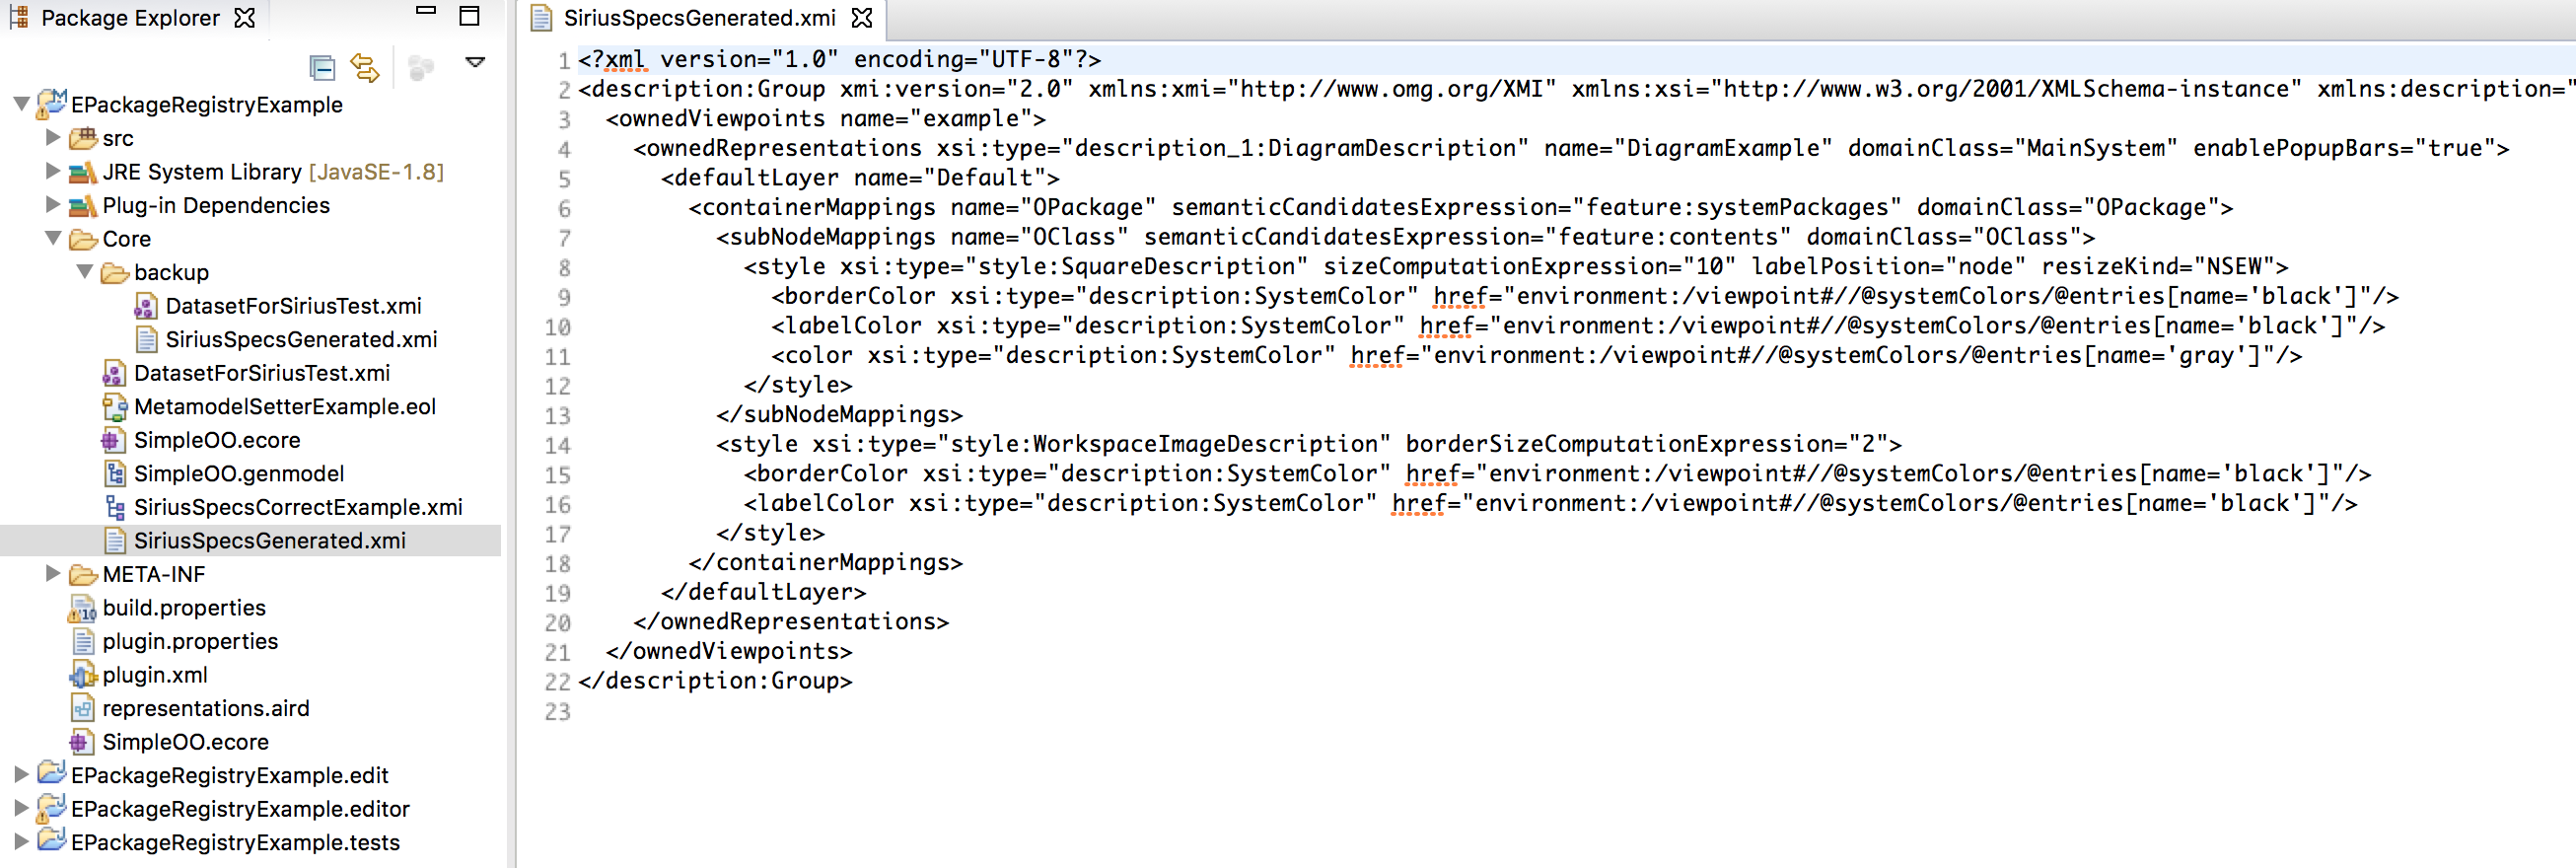 Package Explorer
EPackageRegistryExample
src
JRE System Library [JavaSE-1.8]
Plug-in Dependencies
Core
backup
DatasetForSiriusTest.xmi
SiriusSpecsGenerated.xmi
DatasetForSiriusTest.xmi
MetamodelSetterExample.eol
SimpleOO.ecore
SimpleOO.genmodel
SiriusSpecsCorrectExample.xmi
SiriusSpecsGenerated.xmi
META-INF
build.properties
plugin.properties
plugin.xml
representations.aird
SimpleOO.ecore
EPackageRegistryExample.edit
EPackageRegistryExample.editor
EPackageRegistryExample.tests
SiriusSpecsGenerated.xmi
1 <?xml version="1.0" encoding="UTF-8"?>
2 <description:Group xmi:version="2.0" xmlns:xmi="http://www.omg.org/XMI" xmlns:xsi="http://www.w3.org/2001/XMLSchema-instance" xmlns:description="
3 <ownedViewpoints name="example">
4 <ownedRepresentations xsi:type="description_1:DiagramDescription" name="DiagramExample" domainClass="MainSystem" enablePopupBars="true">
5 <defaultLayer name="Default">
6 <containerMappings name="OPackage" semanticCandidatesExpression="feature:systemPackages" domainClass="OPackage">
7 <subNodeMappings name="OClass" semanticCandidatesExpression="feature:contents" domainClass="OClass">
8 <style xsi:type="style:SquareDescription" sizeComputationExpression="10" labelPosition="node" resizeKind="NSEW">
9 <borderColor xsi:type="description:SystemColor" href="environment:/viewpoint#//@systemColors/@entries[name='black']"/>
10 <labelColor xsi:type="description:SystemColor" href="environment:/viewpoint#//@systemColors/@entries[name='black']"/>
11 <color xsi:type="description:SystemColor" href="environment:/viewpoint#//@systemColors/@entries[name='gray']"/>
12 </style>
13 </subNodeMappings>
14 <style xsi:type="style:WorkspaceImageDescription" borderSizeComputationExpression="2">
15 <borderColor xsi:type="description:SystemColor" href="environment:/viewpoint#//@systemColors/@entries[name='black']"/>
16 <labelColor xsi:type="description:SystemColor" href="environment:/viewpoint#//@systemColors/@entries[name='black']"/>
17 </style>
18 </containerMappings>
19 </defaultLayer>
20 </ownedRepresentations>
21 </ownedViewpoints>
22 </description:Group>
23